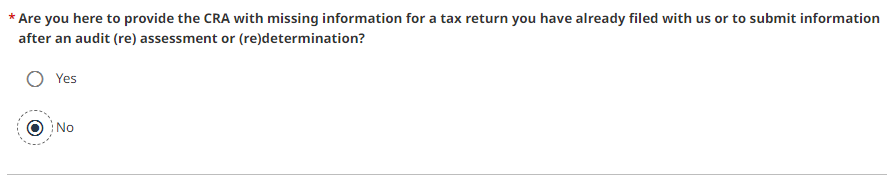 * Are you here to provide the CRA with missing information for a tax return you have already filed with us or to submit information
after an audit (re) assessment or (re)determination?
Yes
No